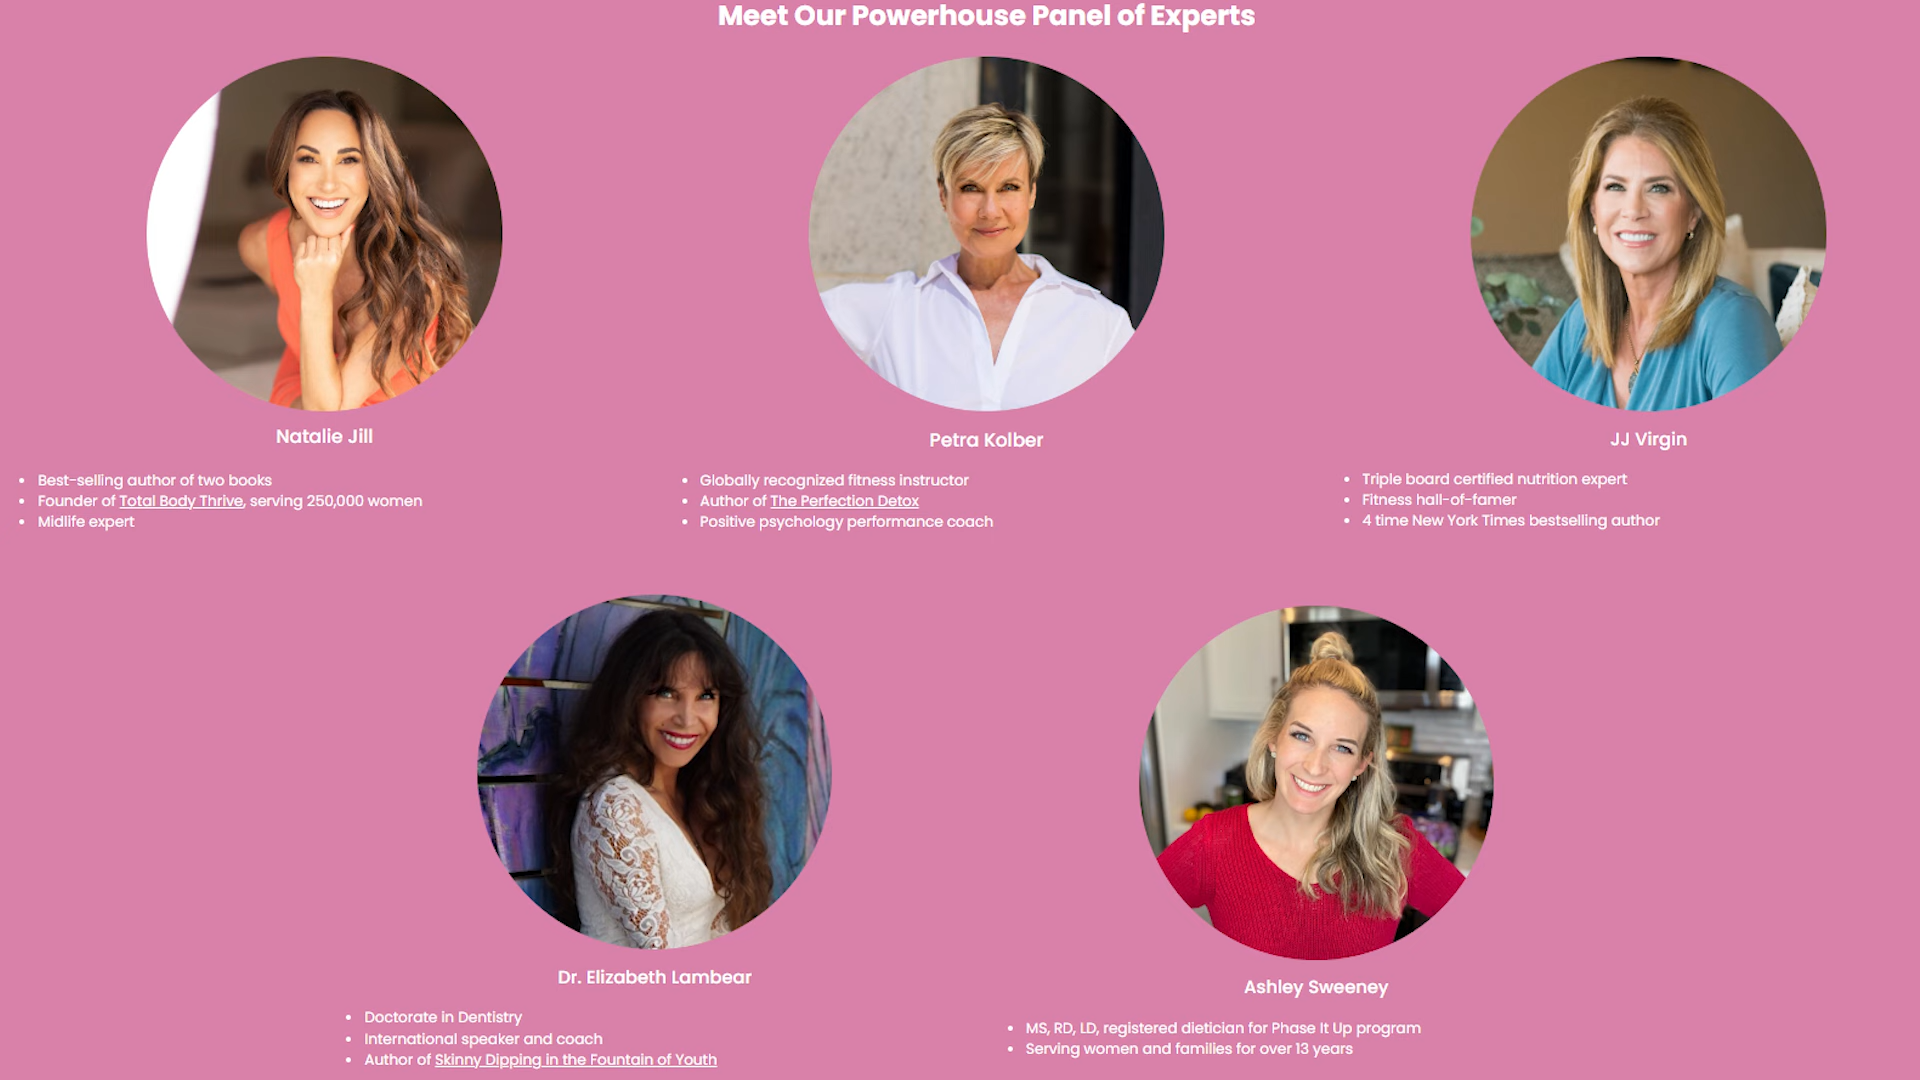 Meet Our Powerhouse Panel of Experts
Natalie Jill
• Best-selling author of two books
• Founder of Total Body Thrive, serving 250,000 women
• Midlife expert
Petra Kolber
• Globally recognized fitness instructor
• Author of The Perfection Detox
• Positive psychology performance coach
JJ Virgin
• Triple board certified nutrition expert
• Fitness hall-of-famer
• 4 time New York Times bestselling author
Dr. Elizabeth Lambear
• Doctorate in Dentistry
• International speaker and coach
• Author of Skinny Dipping in the Fountain of Youth
Ashley Sweeney
• MS, RD, LD, registered dietician for Phase It Up program
• Serving women and families for over 13 years